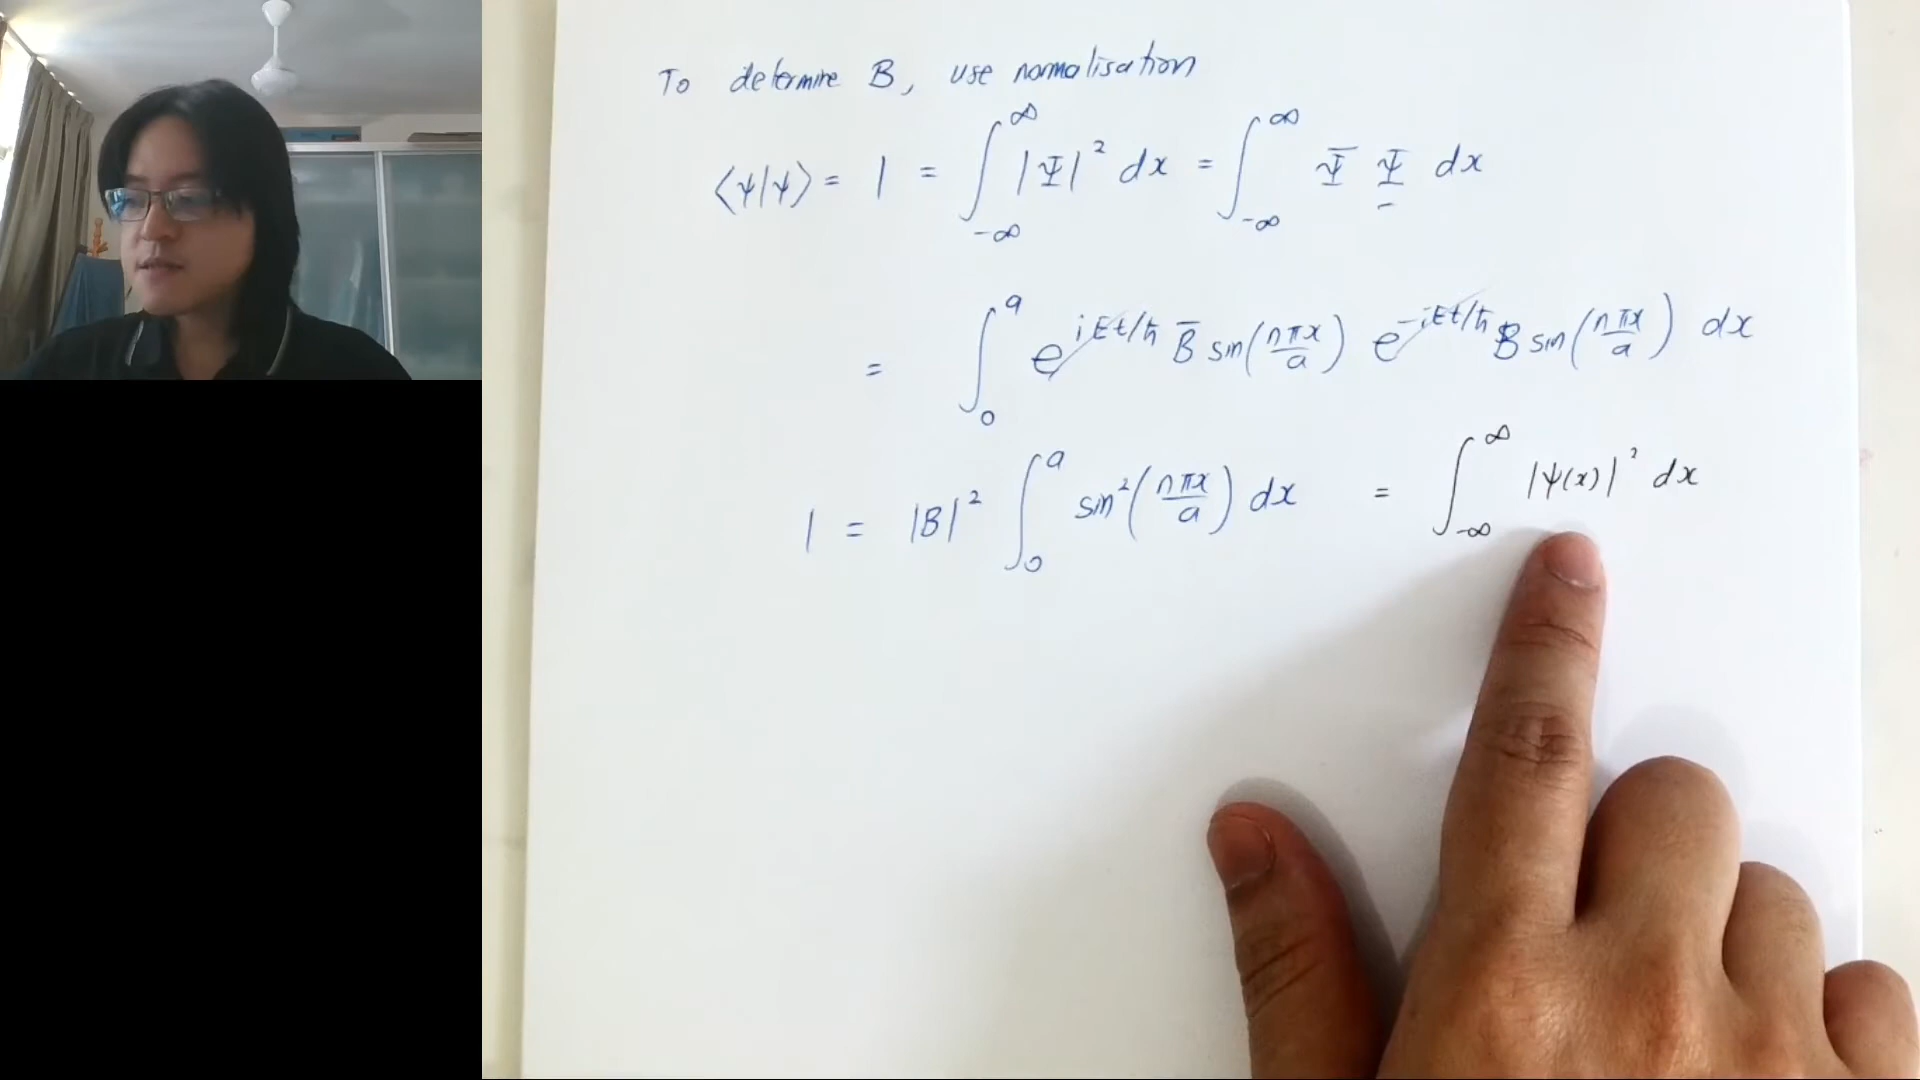 To determine B, use normalisation
⟨ψ|ψ⟩ = 1 = ∫_{-∞}^{∞} |Ψ|² dx = ∫_{-∞}^{∞} Ψ̄ Ψ dx
= ∫_0^a e^{iEt/ħ} B̄ sin(nπx/a) e^{-iEt/ħ} B sin(nπx/a) dx
1 = |B|² ∫_0^a sin²(nπx/a) dx = ∫_{-∞}^{∞} |ψ(x)|² dx